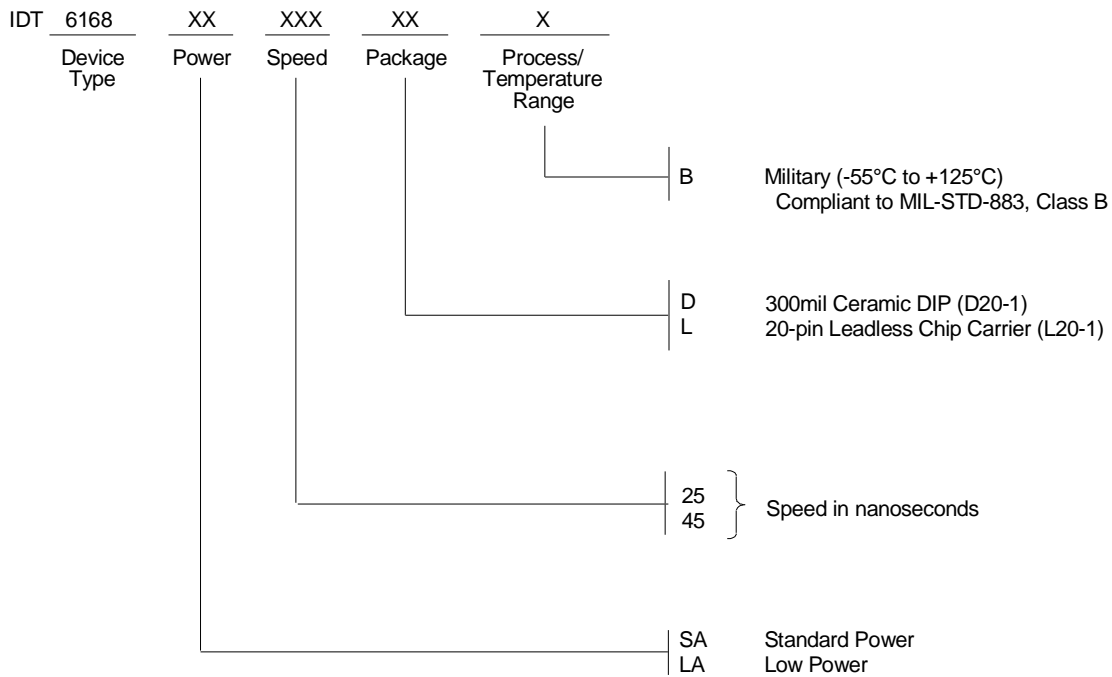 IDT 6168 XX XXX XX X
Device Type Power Speed Package Process/ Temperature Range
B Military (-55°C to +125°C)
Compliant to MIL-STD-883, Class B
D 300mil Ceramic DIP (D20-1)
L 20-pin Leadless Chip Carrier (L20-1)
25
45
Speed in nanoseconds
SA Standard Power
LA Low Power